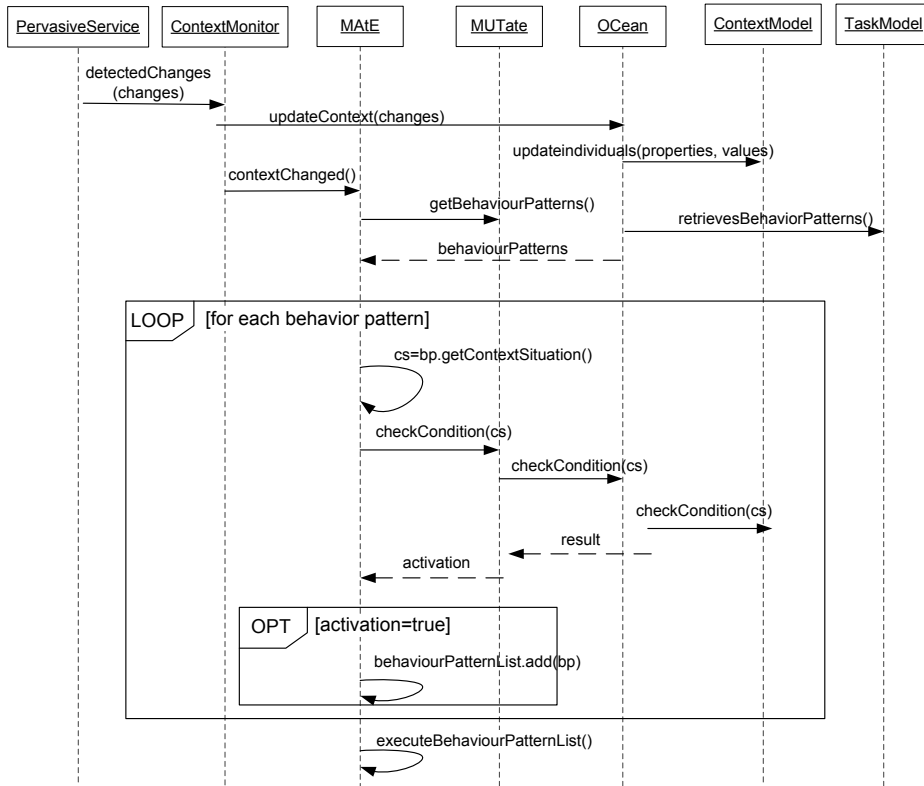 PervasiveService
ContextMonitor
MAtE
MUTate
OCean
ContextModel
TaskModel
detectedChanges
(changes)
updateContext(changes)
updateindividuals(properties, values)
contextChanged()
getBehaviourPatterns()
retrievesBehaviorPatterns()
behaviourPatterns
LOOP
[for each behavior pattern]
cs=bp.getContextSituation()
checkCondition(cs)
checkCondition(cs)
checkCondition(cs)
result
activation
OPT
[activation=true]
behaviourPatternList.add(bp)
executeBehaviourPatternList()